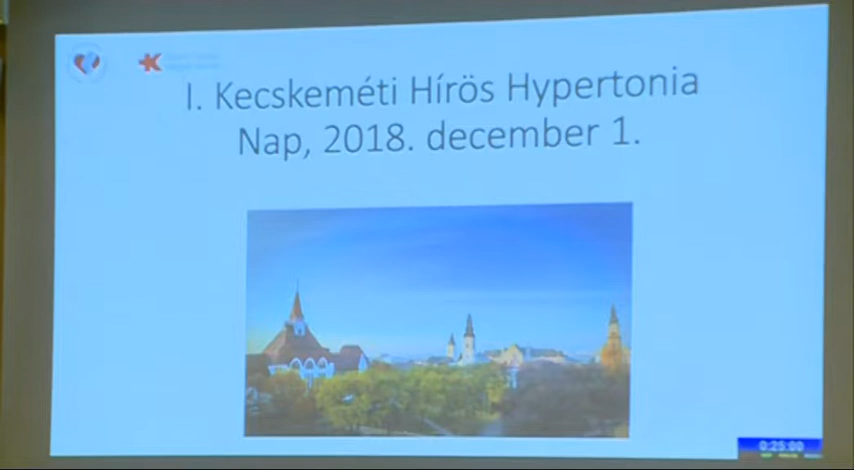 I. Kecskeméti Hírös Hypertonia
Nap, 2018. december 1.
0:25:00